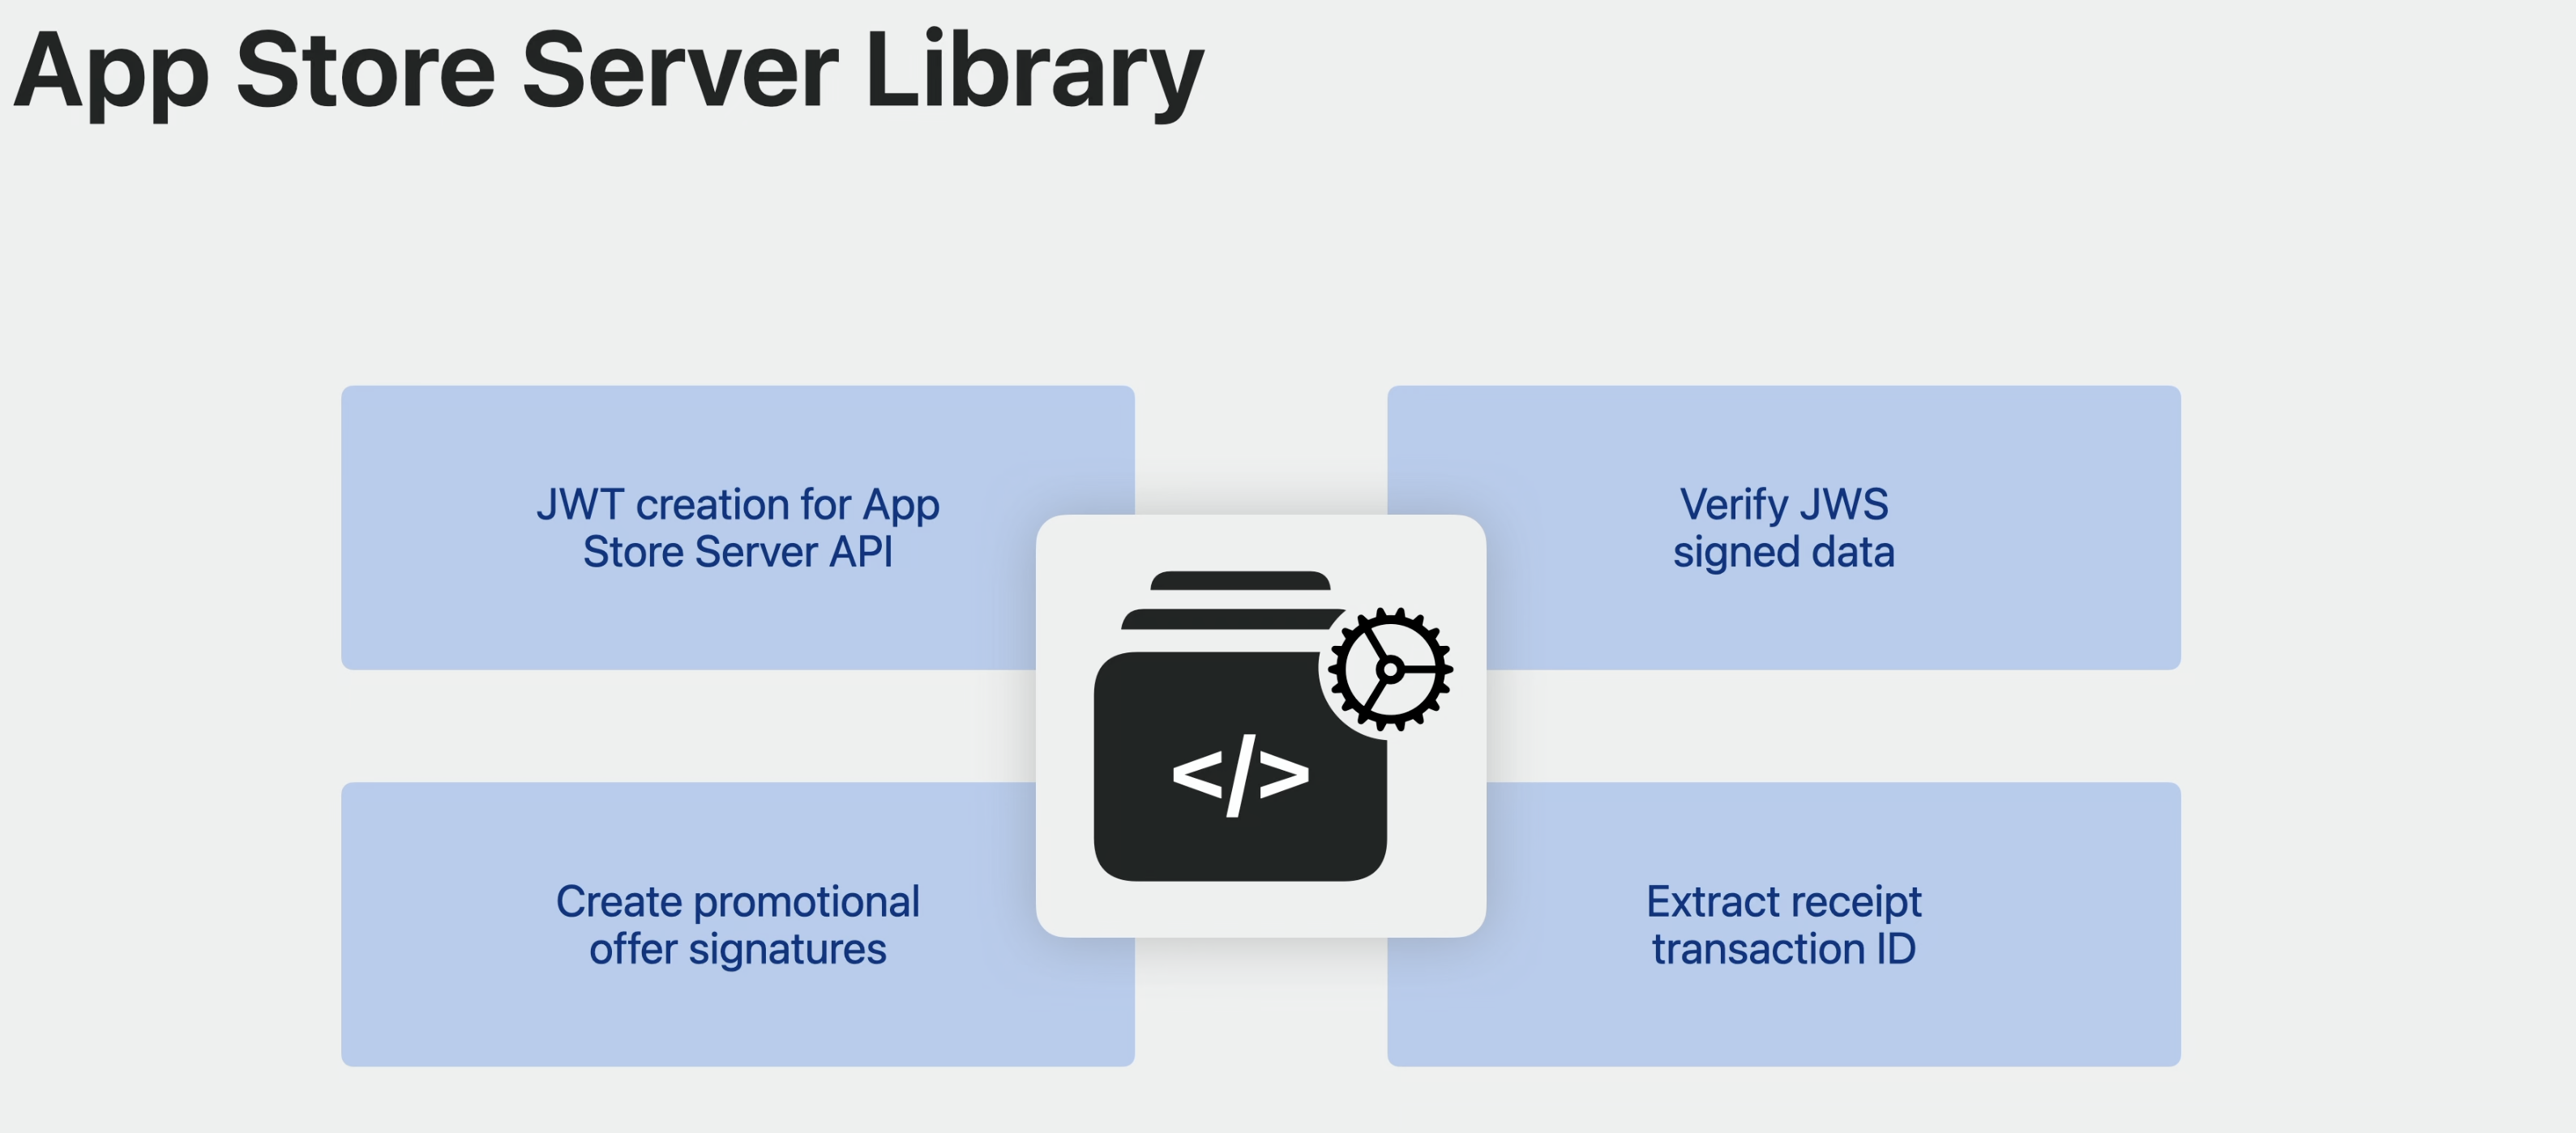 App Store Server Library
JWT creation for App
Store Server API
Verify JWS
signed data
</>
Create promotional
offer signatures
Extract receipt
transaction ID